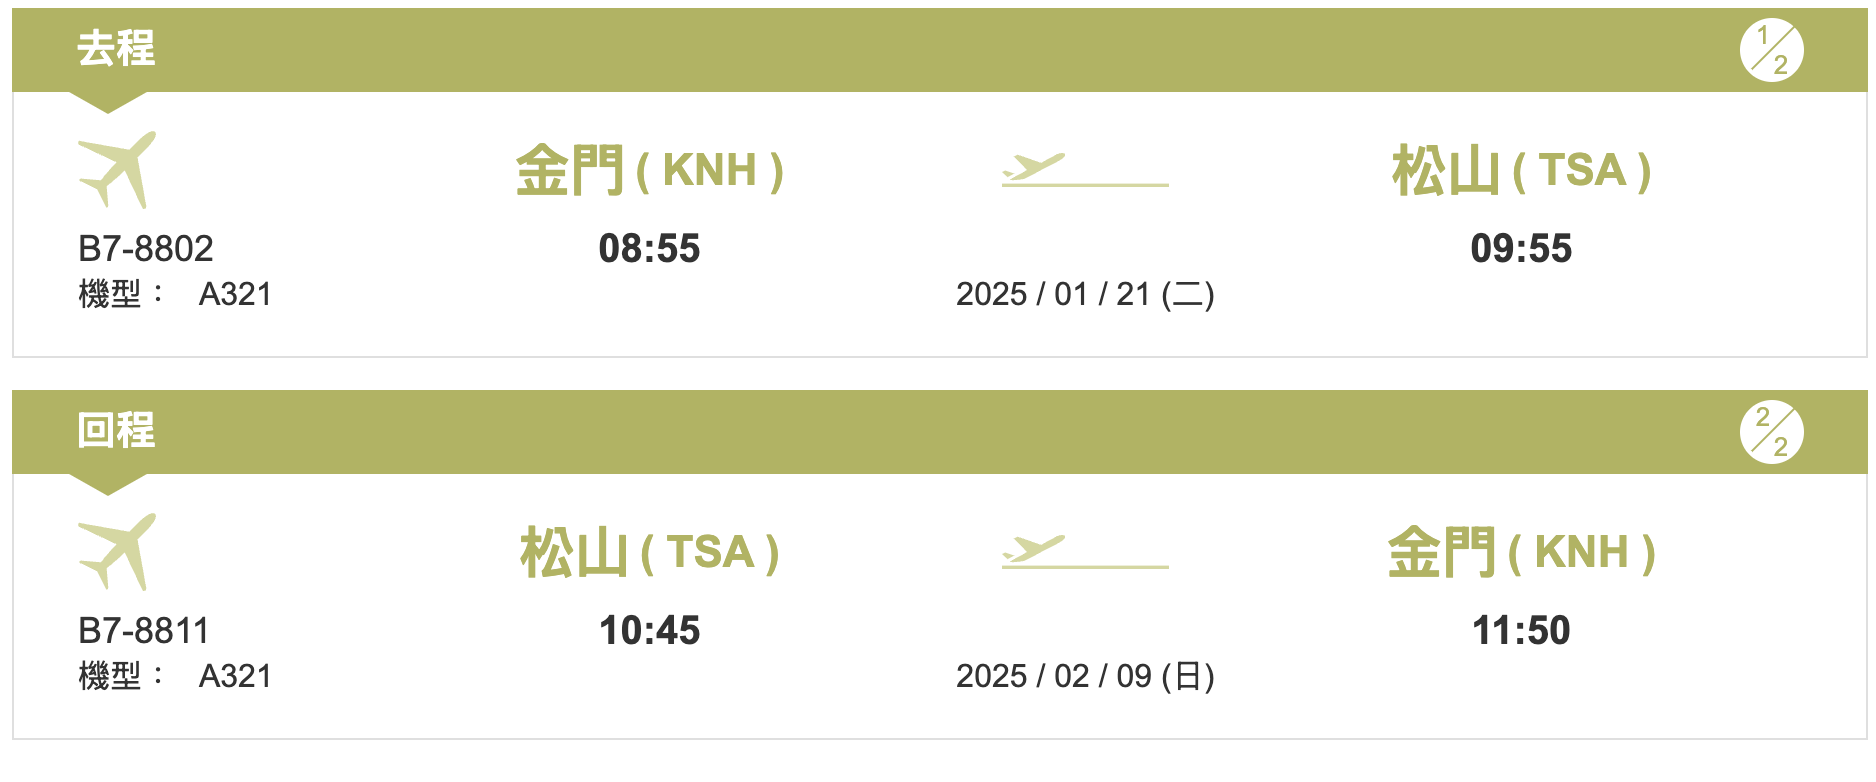 去程 1/2
金門 ( KNH ) 松山 ( TSA )
B7-8802 08:55 09:55
機型： A321 2025 / 01 / 21 (二)
回程 2/2
松山 ( TSA ) 金門 ( KNH )
B7-8811 10:45 11:50
機型： A321 2025 / 02 / 09 (日)